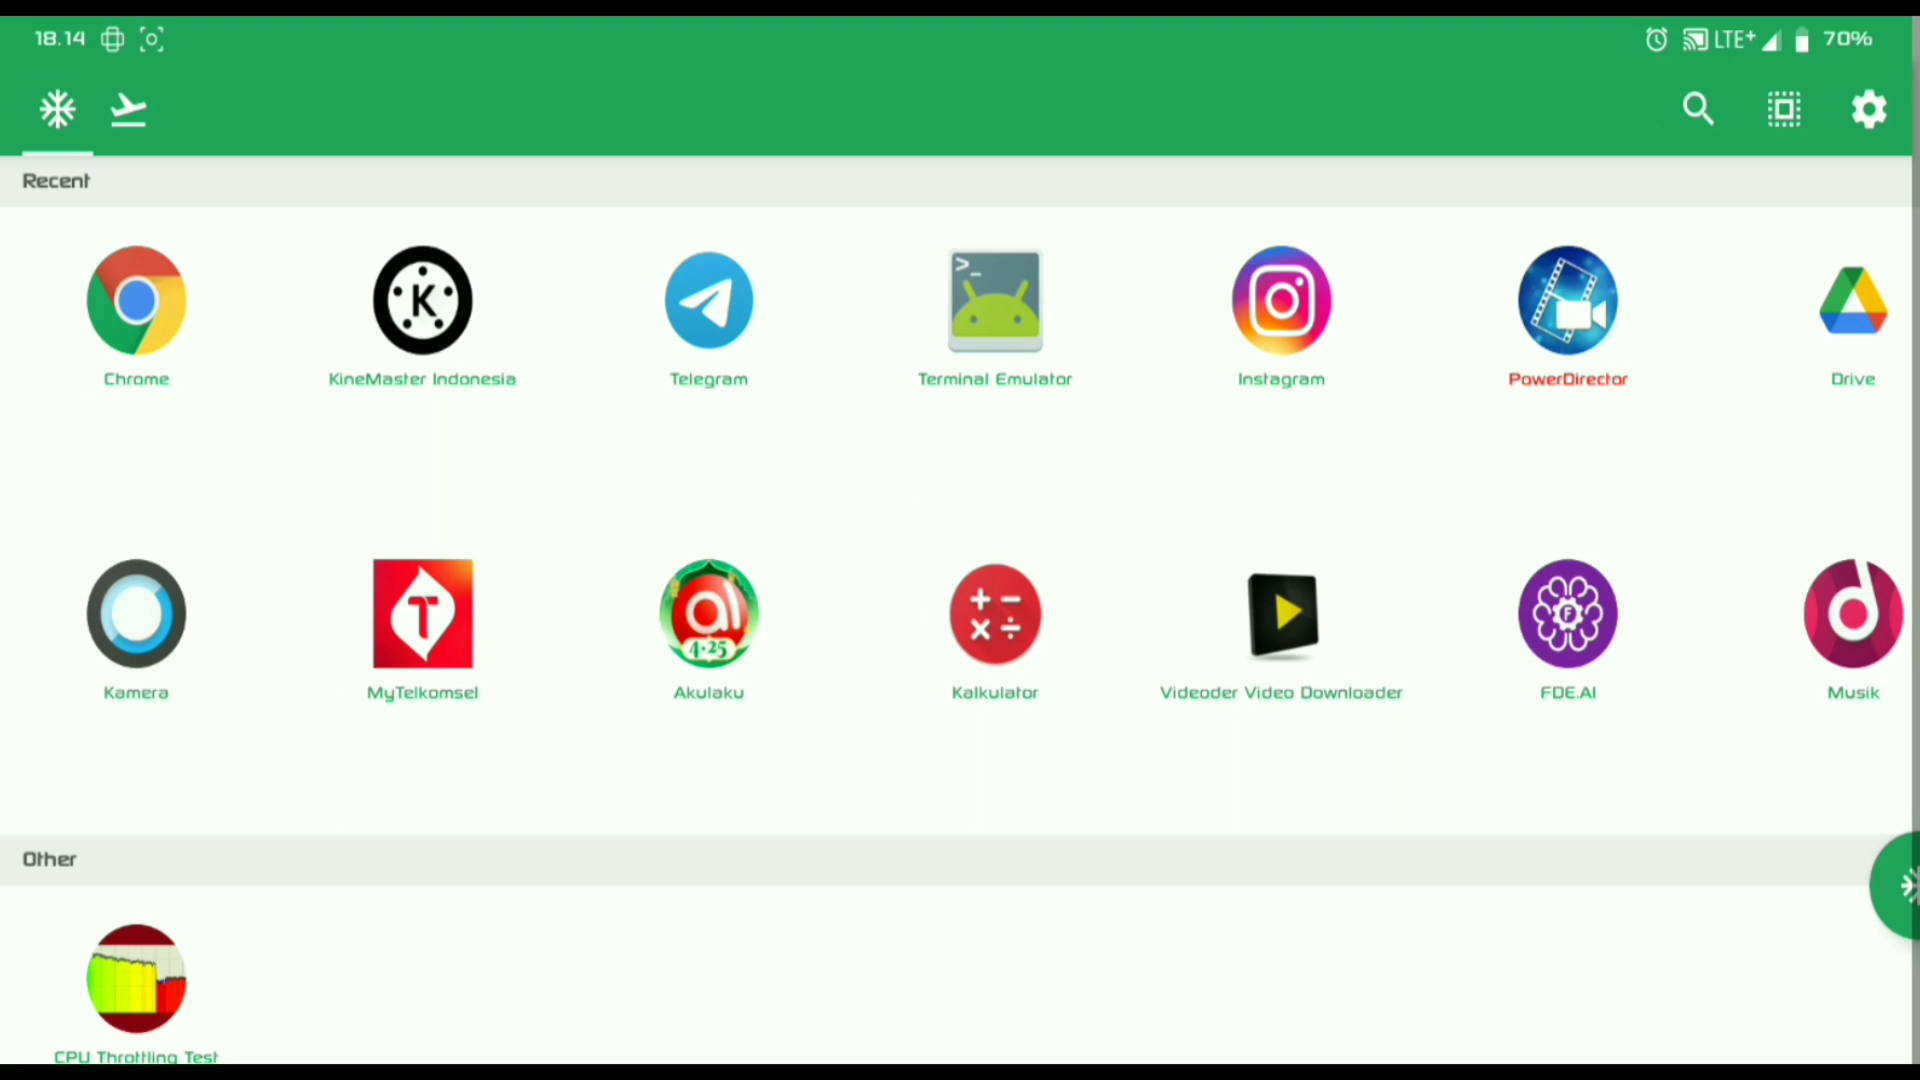 18.14 LTE+ 70%
Recent
Chrome KineMaster Indonesia Telegram Terminal Emulator Instagram PowerDirector Drive
Kamera MyTelkomsel Akulaku Kalkulator Videoder Video Downloader FDE.AI Musik
Other
CPU Throttling Test